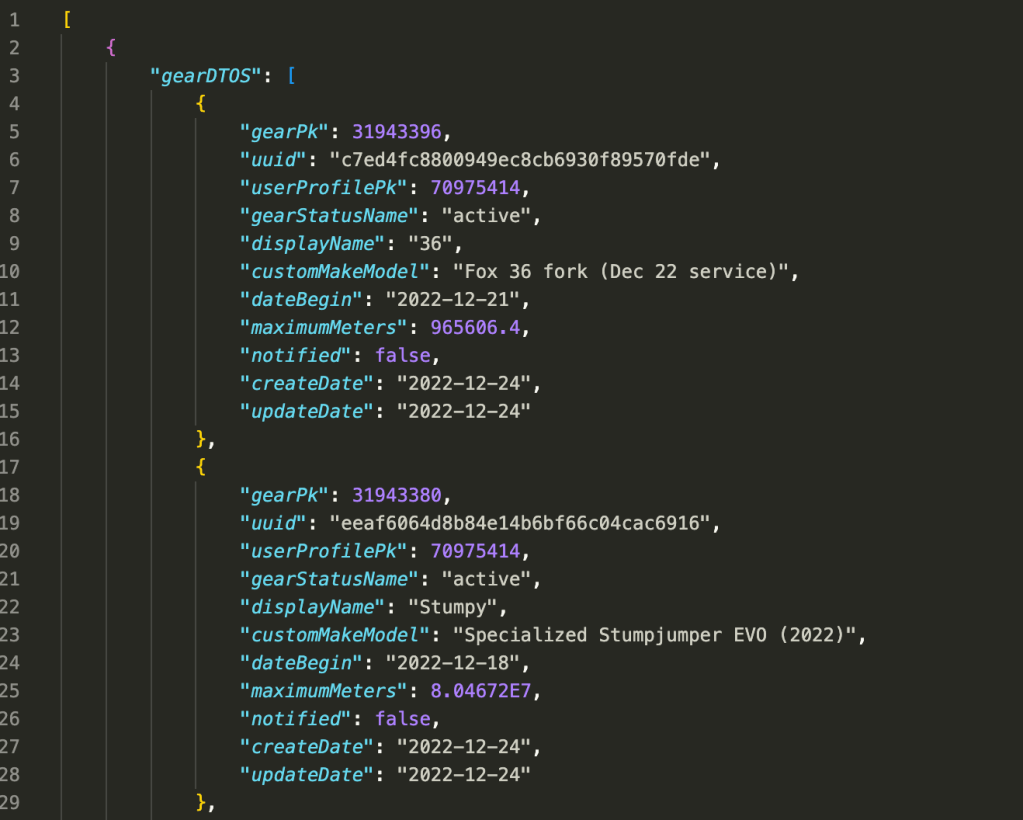 1 [
2 {
3 "gearDTOS": [
4 {
5 "gearPk": 31943396,
6 "uuid": "c7ed4fc8800949ec8cb6930f89570fde",
7 "userProfilePk": 70975414,
8 "gearStatusName": "active",
9 "displayName": "36",
10 "customMakeModel": "Fox 36 fork (Dec 22 service)",
11 "dateBegin": "2022-12-21",
12 "maximumMeters": 965606.4,
13 "notified": false,
14 "createDate": "2022-12-24",
15 "updateDate": "2022-12-24"
16 },
17 {
18 "gearPk": 31943380,
19 "uuid": "eeaf6064d8b84e14b6bf66c04cac6916",
20 "userProfilePk": 70975414,
21 "gearStatusName": "active",
22 "displayName": "Stumpy",
23 "customMakeModel": "Specialized Stumpjumper EVO (2022)",
24 "dateBegin": "2022-12-18",
25 "maximumMeters": 8.04672E7,
26 "notified": false,
27 "createDate": "2022-12-24",
28 "updateDate": "2022-12-24"
29 },